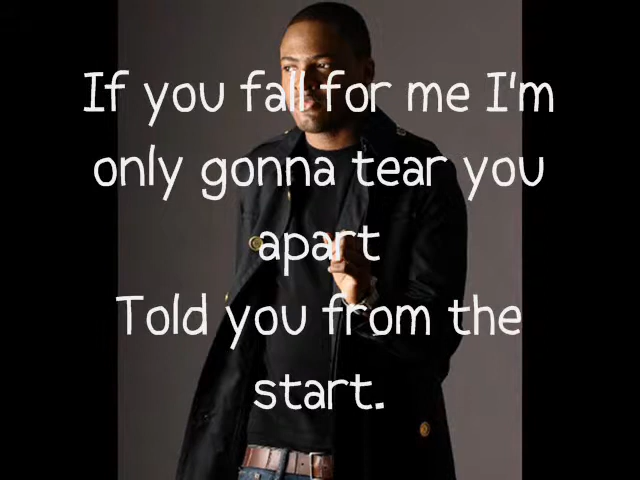 If you fall for me I'm
only gonna tear you
apart
Told you from the
start.